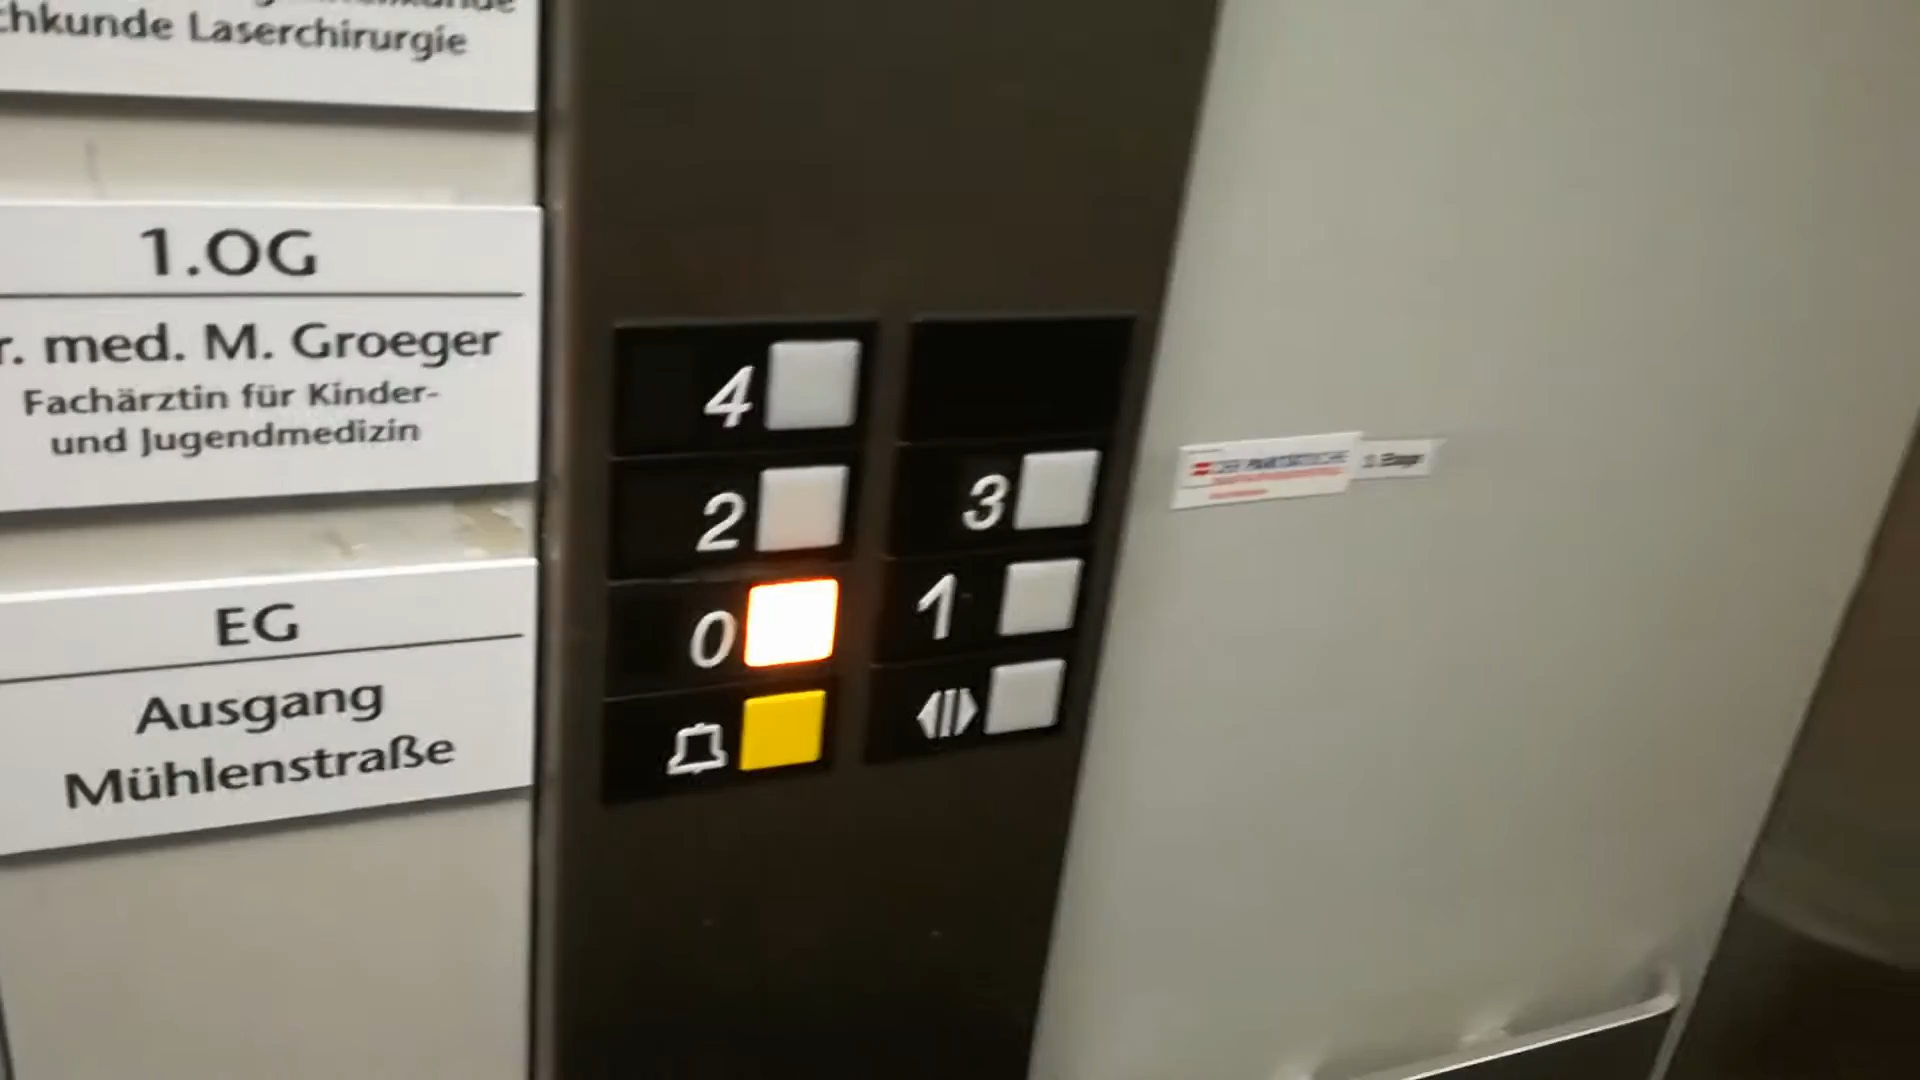 chkunde Laserchirurgie
1.OG
r. med. M. Groeger
Fachärztin für Kinder-
und Jugendmedizin
EG
Ausgang
Mühlenstraße
4
2 3
0 1